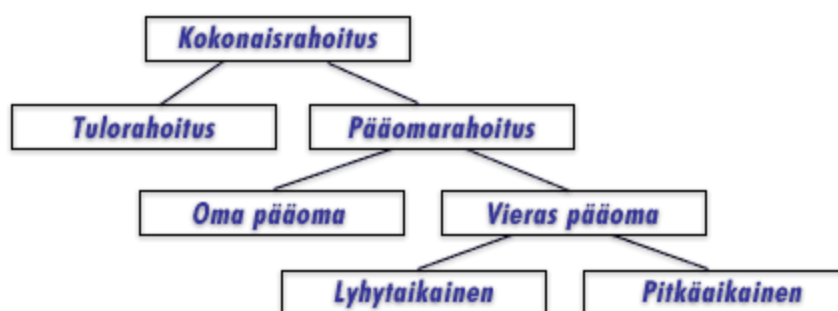 Kokonaisrahoitus
Tulorahoitus
Pääomarahoitus
Oma pääoma
Vieras pääoma
Lyhytaikainen
Pitkäaikainen